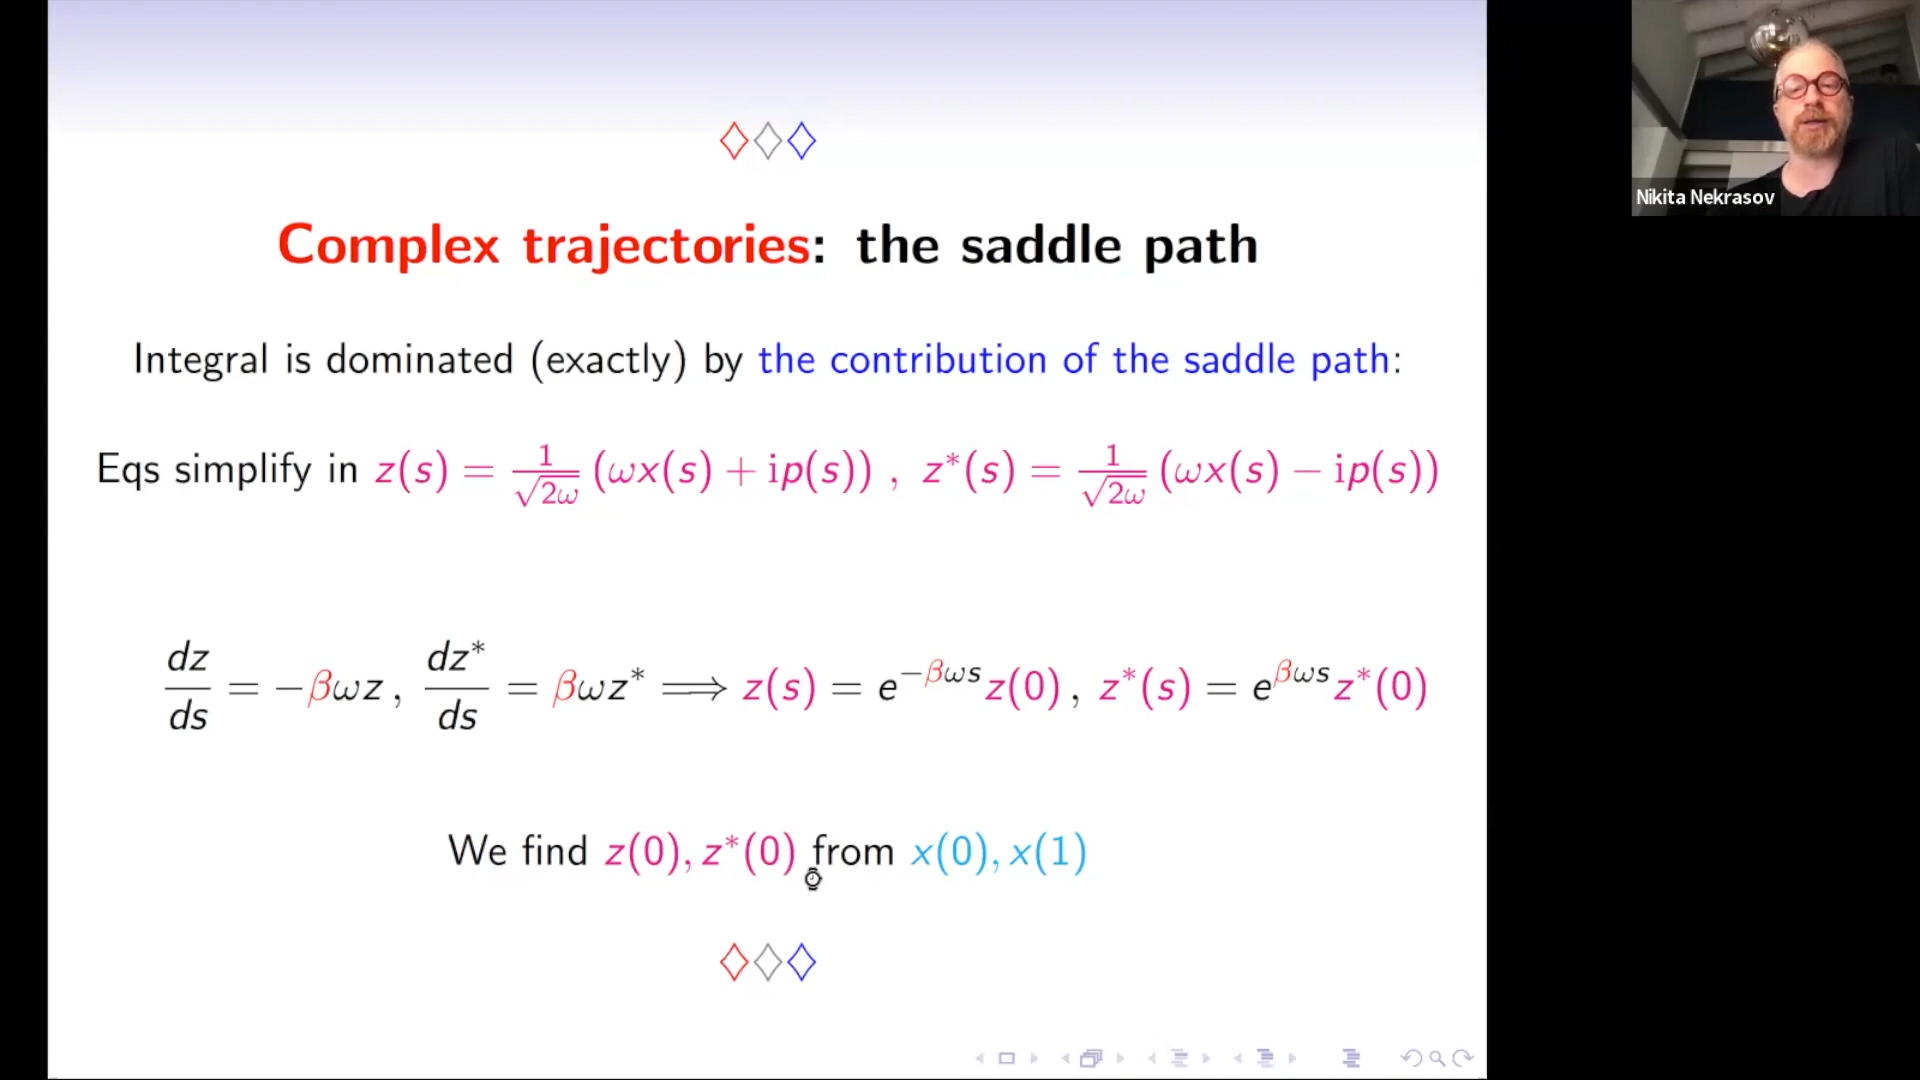 Complex trajectories: the saddle path
Integral is dominated (exactly) by the contribution of the saddle path:
Eqs simplify in z(s) = 1/√2ω (ωx(s) + ip(s)) , z*(s) = 1/√2ω (ωx(s) − ip(s))
dz/ds = −βωz , dz*/ds = βωz* ⟹ z(s) = e^{−βωs}z(0) , z*(s) = e^{βωs}z*(0)
We find z(0), z*(0) from x(0), x(1)
Nikita Nekrasov